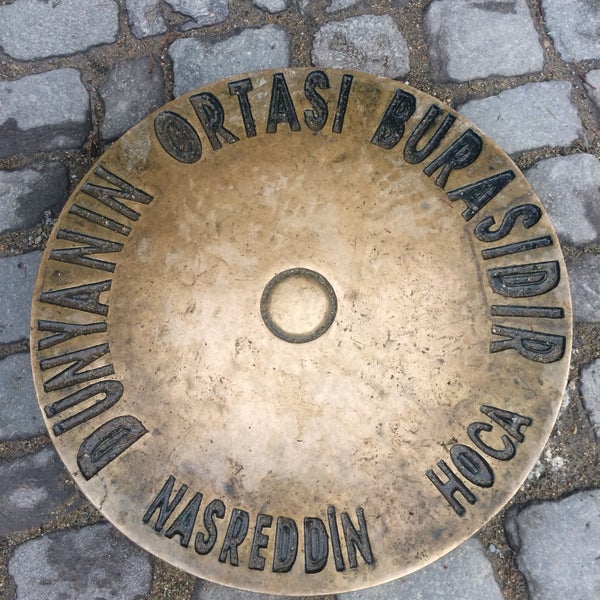 DÜNYANIN ORTASI BURASIDIR
NASREDDİN HOCA